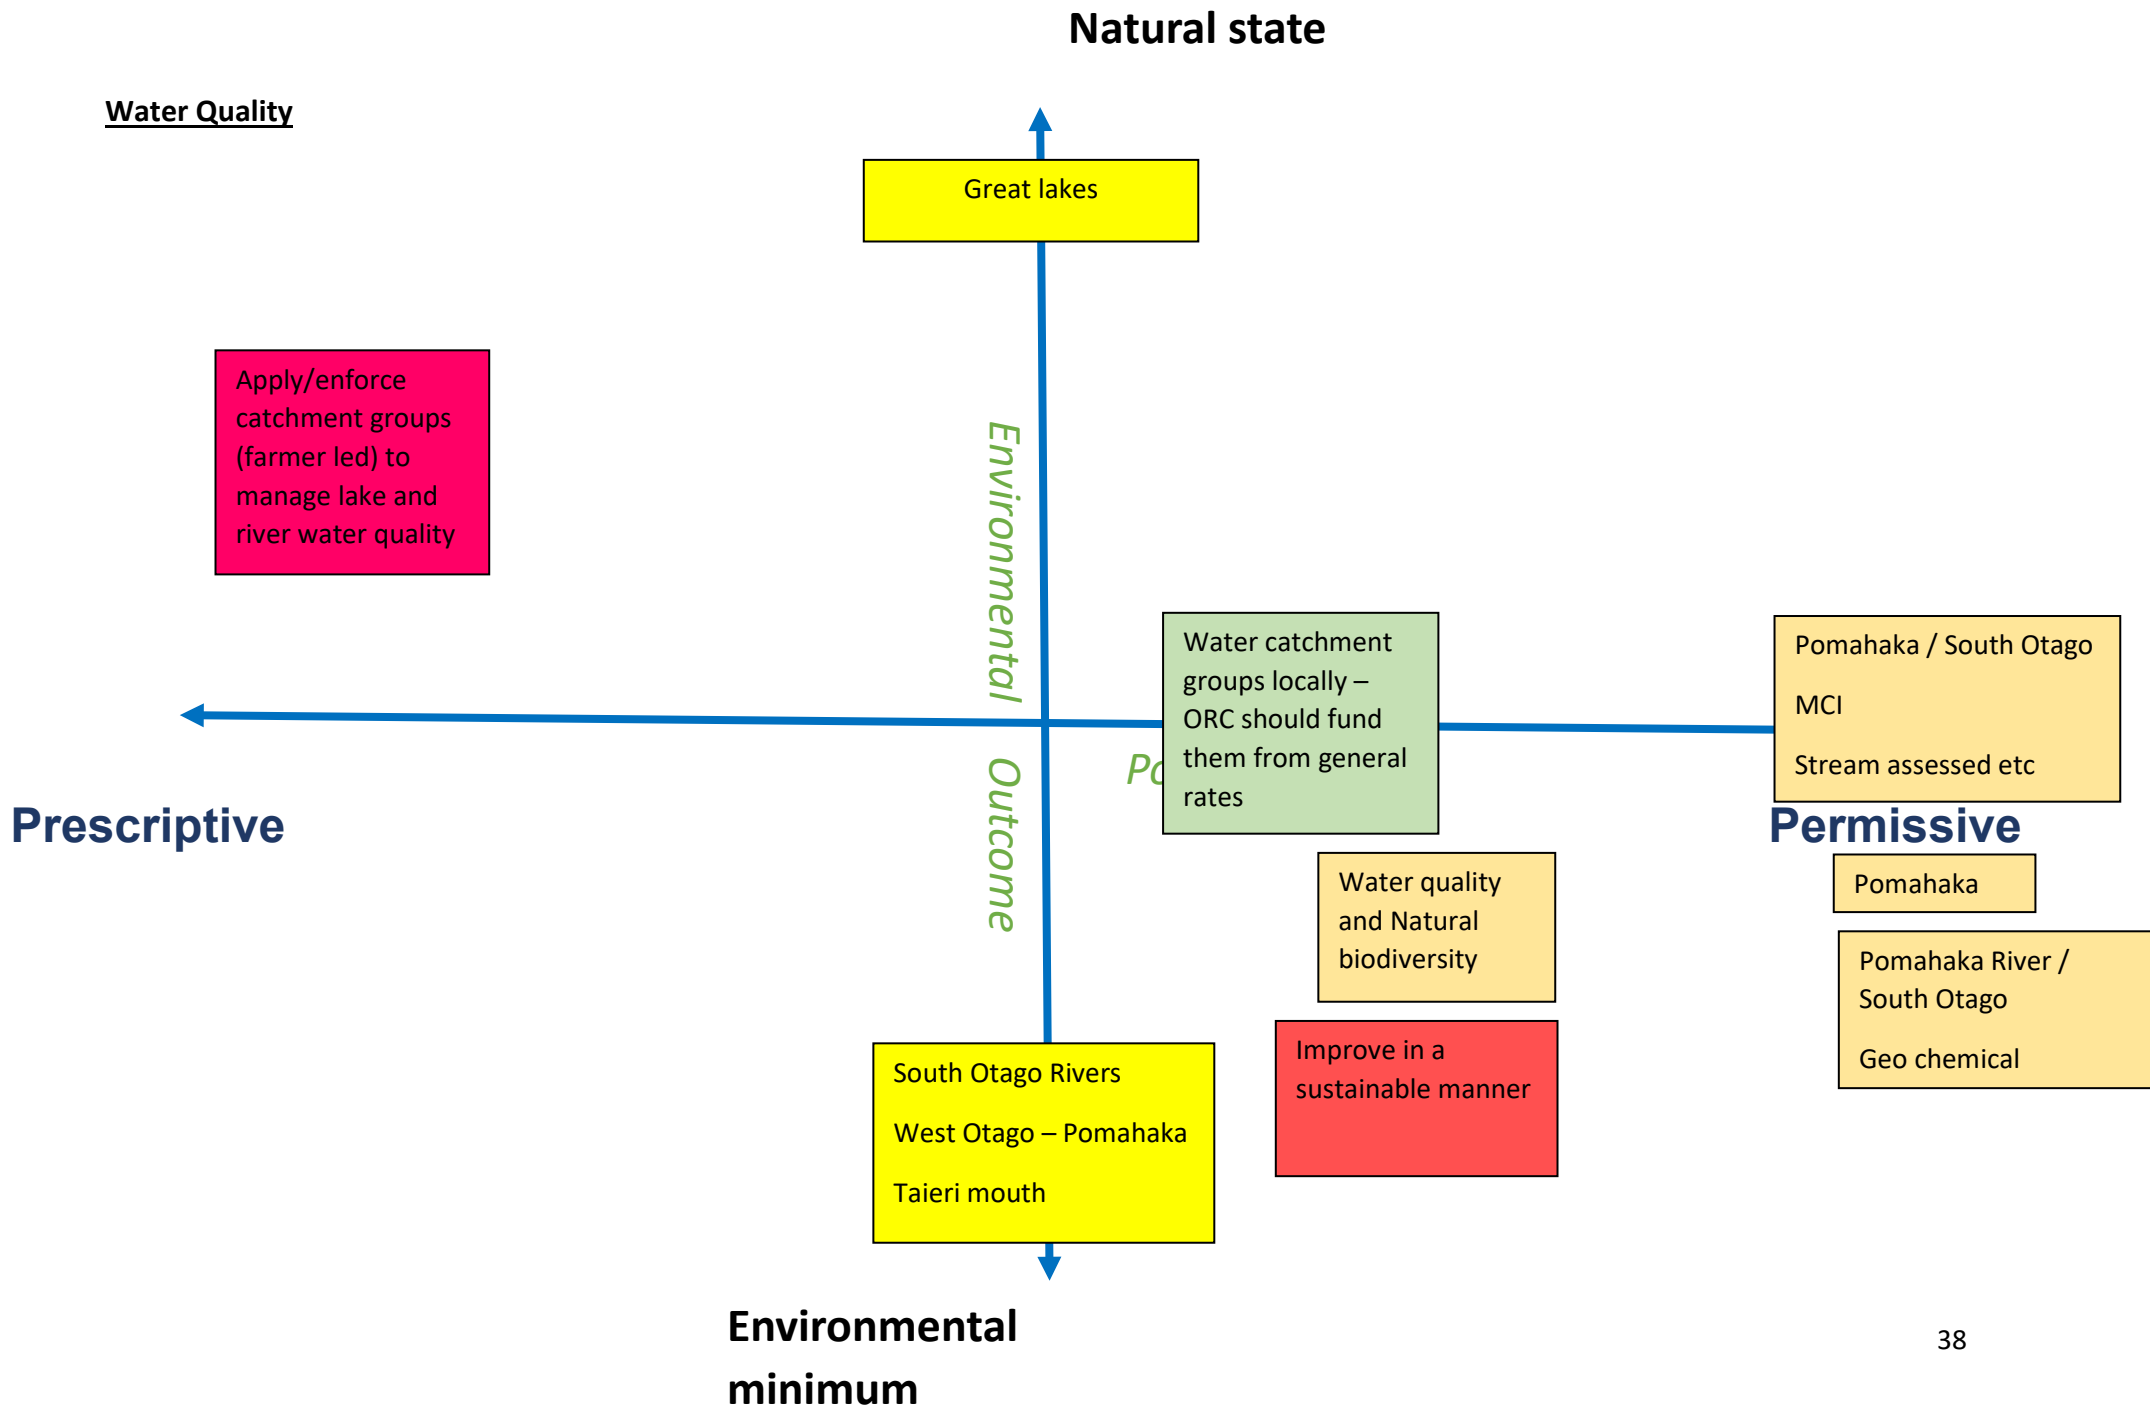 Natural state
Water Quality
Great lakes
Apply/enforce
catchment groups
(farmer led) to
manage lake and
river water quality
Environmental Outcome
Water catchment
groups locally –
ORC should fund
them from general
rates
Pomahaka / South Otago
MCI
Stream assessed etc
Prescriptive
Permissive
Water quality
and Natural
biodiversity
Pomahaka
Pomahaka River /
South Otago
Geo chemical
Improve in a
sustainable manner
South Otago Rivers
West Otago – Pomahaka
Taieri mouth
Environmental
minimum
38